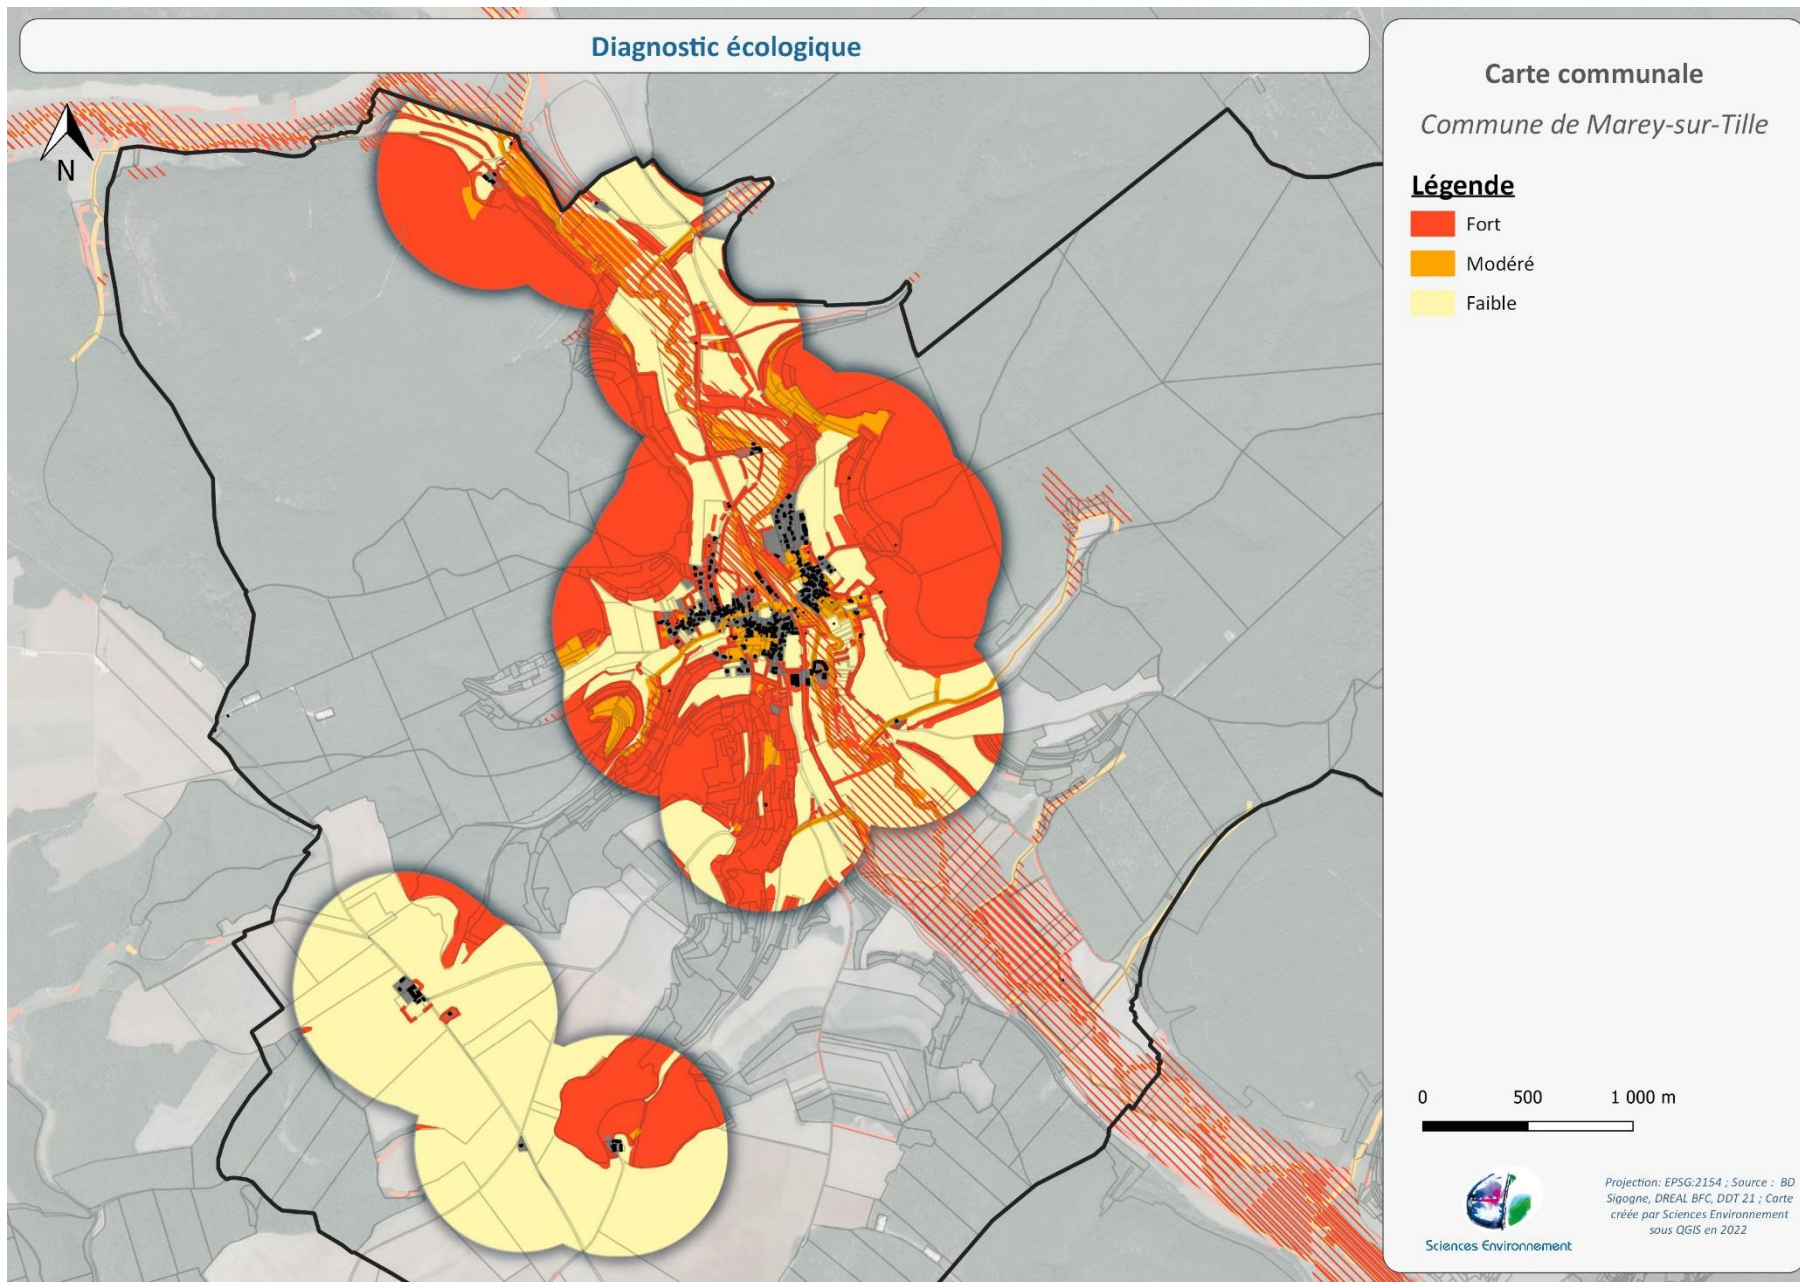 Diagnostic écologique
Carte communale
Commune de Marey-sur-Tille
Légende
Fort
Modéré
Faible
N
0 500 1 000 m
Sciences Environnement
Projection: EPSG:2154 ; Source : BD
Sigogne, DREAL BFC, DDT 21 ; Carte
créée par Sciences Environnement
sous QGIS en 2022